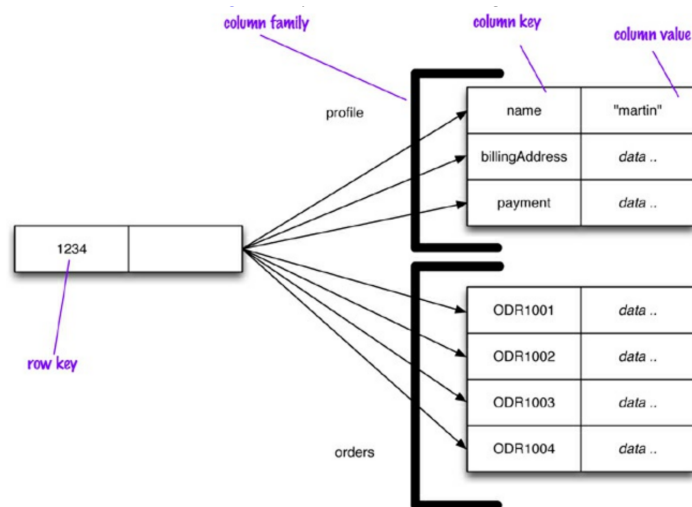 column family
column key
column value
profile
name
"martin"
billingAddress
data ..
payment
data ..
1234
row key
ODR1001
data ..
ODR1002
data ..
ODR1003
data ..
ODR1004
data ..
orders